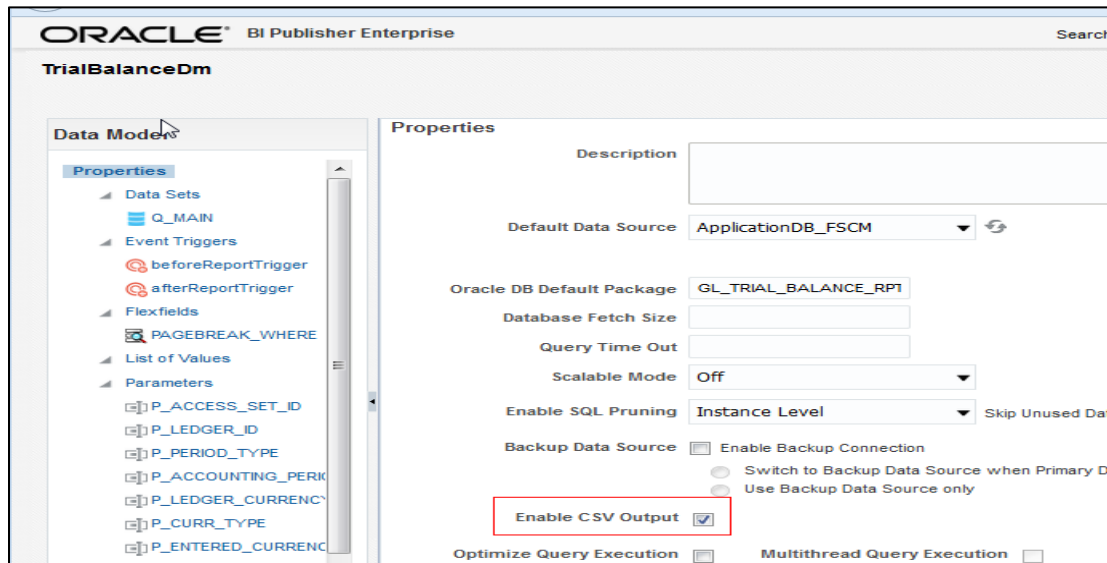 ORACLE® BI Publisher Enterprise Search
TrialBalanceDm
Data Model
Properties
Data Sets
Q_MAIN
Event Triggers
beforeReportTrigger
afterReportTrigger
Flexfields
PAGEBREAK_WHERE
List of Values
Parameters
P_ACCESS_SET_ID
P_LEDGER_ID
P_PERIOD_TYPE
P_ACCOUNTING_PERI
P_LEDGER_CURRENCY
P_CURR_TYPE
P_ENTERED_CURRENC
Properties
Description
Default Data Source ApplicationDB_FSCM
Oracle DB Default Package GL_TRIAL_BALANCE_RPT
Database Fetch Size
Query Time Out
Scalable Mode Off
Enable SQL Pruning Instance Level Skip Unused Da
Backup Data Source Enable Backup Connection
Switch to Backup Data Source when Primary D
Use Backup Data Source only
Enable CSV Output
Optimize Query Execution Multithread Query Execution